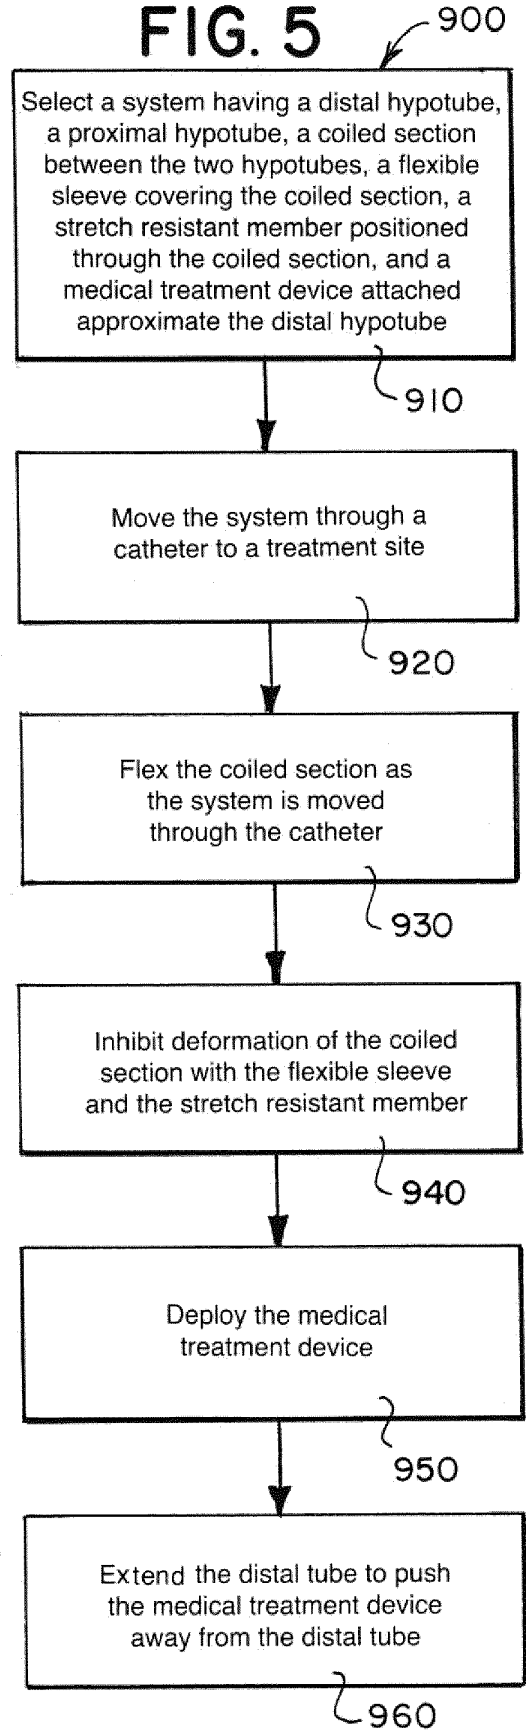 FIG. 5
900
Select a system having a distal hypotube,
a proximal hypotube, a coiled section
between the two hypotubes, a flexible
sleeve covering the coiled section, a
stretch resistant member positioned
through the coiled section, and a
medical treatment device attached
approximate the distal hypotube
910
Move the system through a
catheter to a treatment site
920
Flex the coiled section as
the system is moved
through the catheter
930
Inhibit deformation of the coiled
section with the flexible sleeve
and the stretch resistant member
940
Deploy the medical
treatment device
950
Extend the distal tube to push
the medical treatment device
away from the distal tube
960